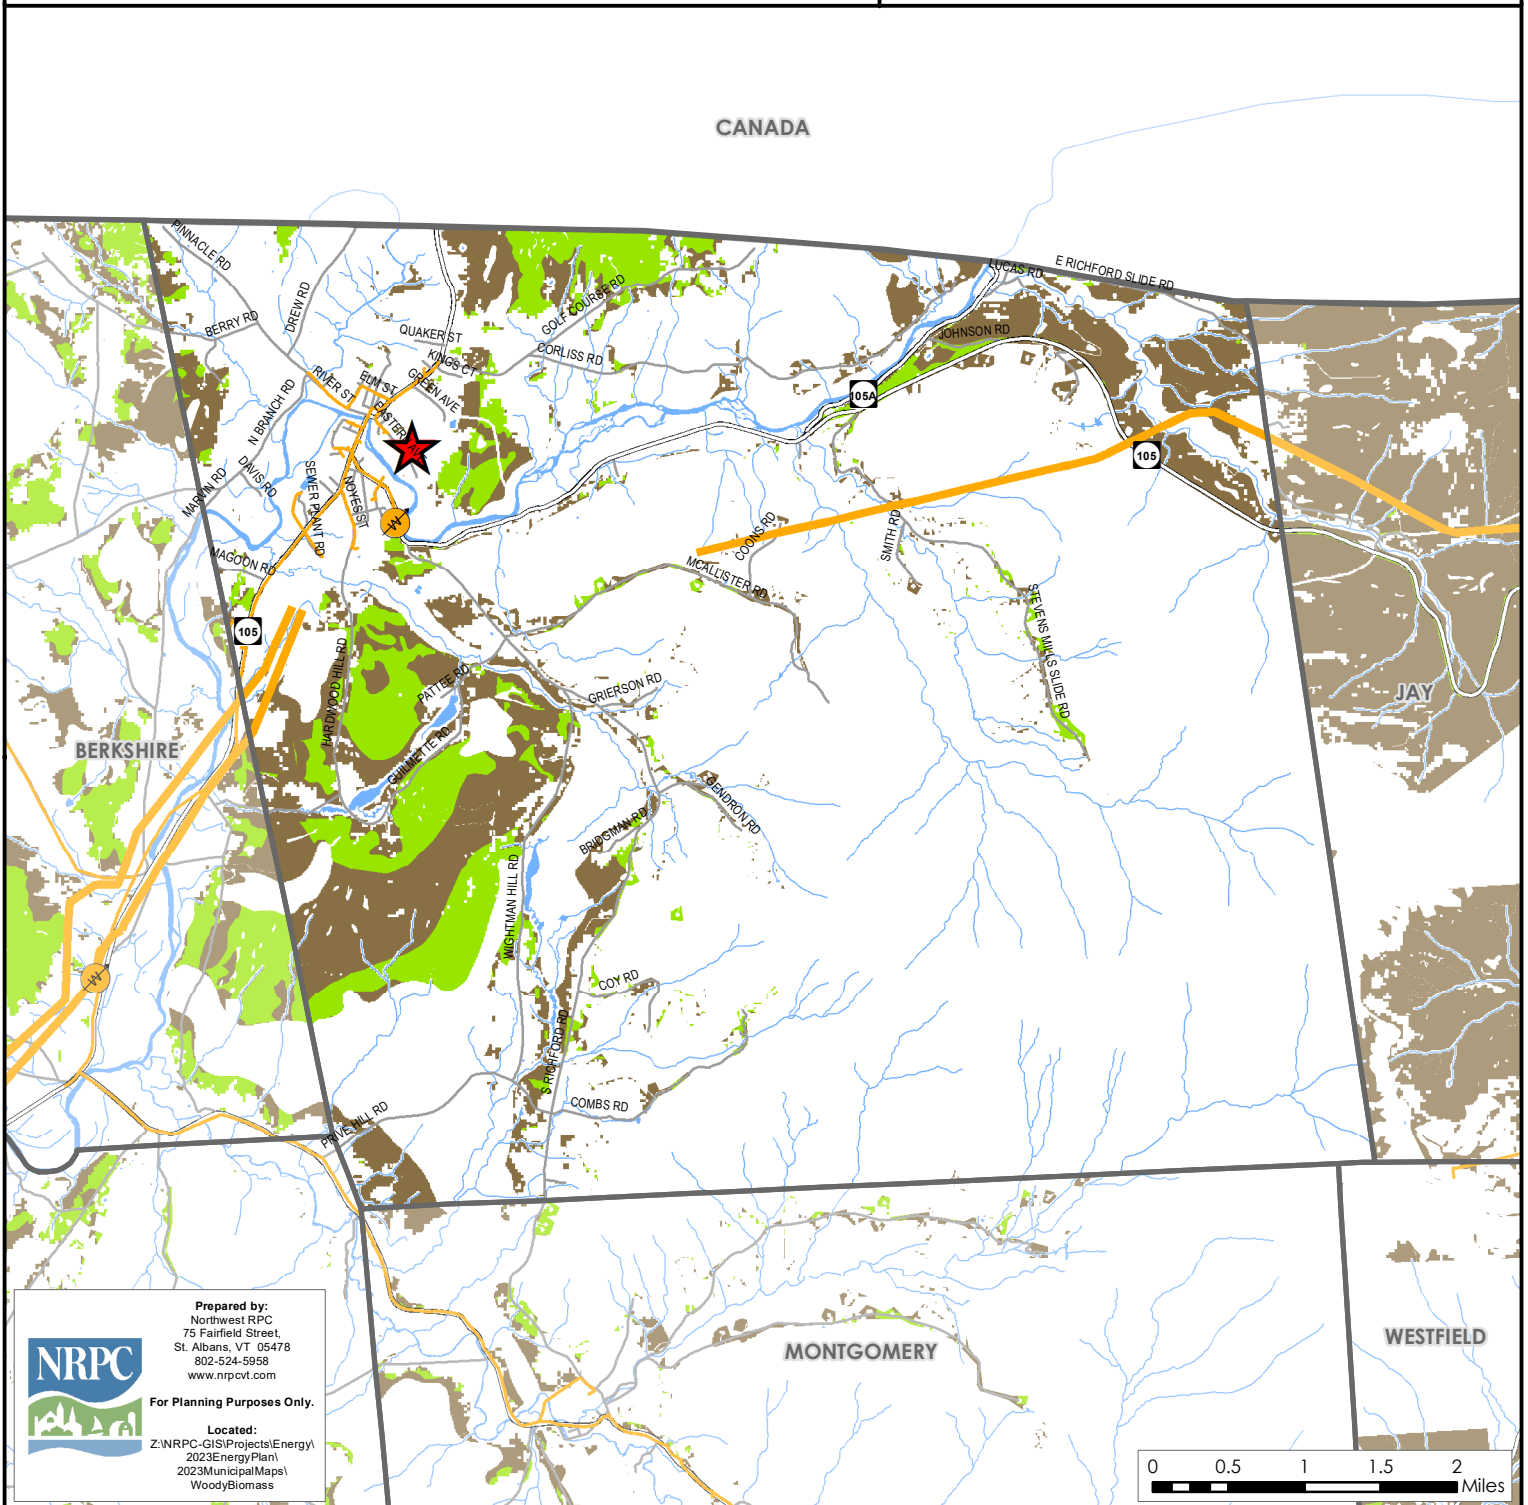 CANADA
PINNACLE RD
LUCAS RD
E RICHFORD SLIDE RD
DREW RD
BERRY RD
GOLF COURSE RD
QUAKER ST
JOHNSON RD
KINGS CT
CORLISS RD
RIVER ST
ELM ST
GREEN AVE
105A
N BRANCH RD
105
DAVIS RD
MARVIN RD
SEWER PLANT RD
NOYES ST
W
COONS RD
SMITH RD
MAGOON RD
MCALLISTER RD
STEVENS MILLS SLIDE RD
105
HARDWOOD HILL RD
PATTEE RD
GRIERSON RD
JAY
BERKSHIRE
GUILMETTE RD
GENDRON RD
BRIDGMAN RD
WIGHTMAN HILL RD
W
COY RD
S RICHFORD RD
COMBS RD
PRIVE HILL RD
MONTGOMERY
WESTFIELD
NRPC
Prepared by:
Northwest RPC
75 Fairfield Street,
St. Albans, VT 05478
802-524-5958
www.nrpcvt.com
For Planning Purposes Only.
Located:
Z:\NRPC-GIS\Projects\Energy\
2023EnergyPlan\
2023MunicipalMaps\
WoodyBiomass
0 0.5 1 1.5 2
Miles